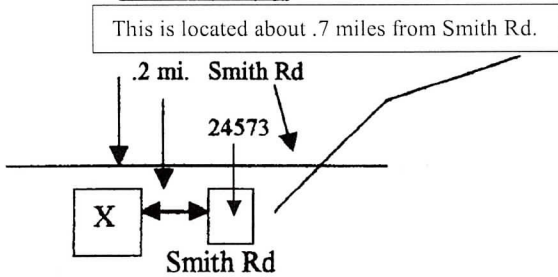 This is located about .7 miles from Smith Rd.
.2 mi. Smith Rd
24573
X
Smith Rd